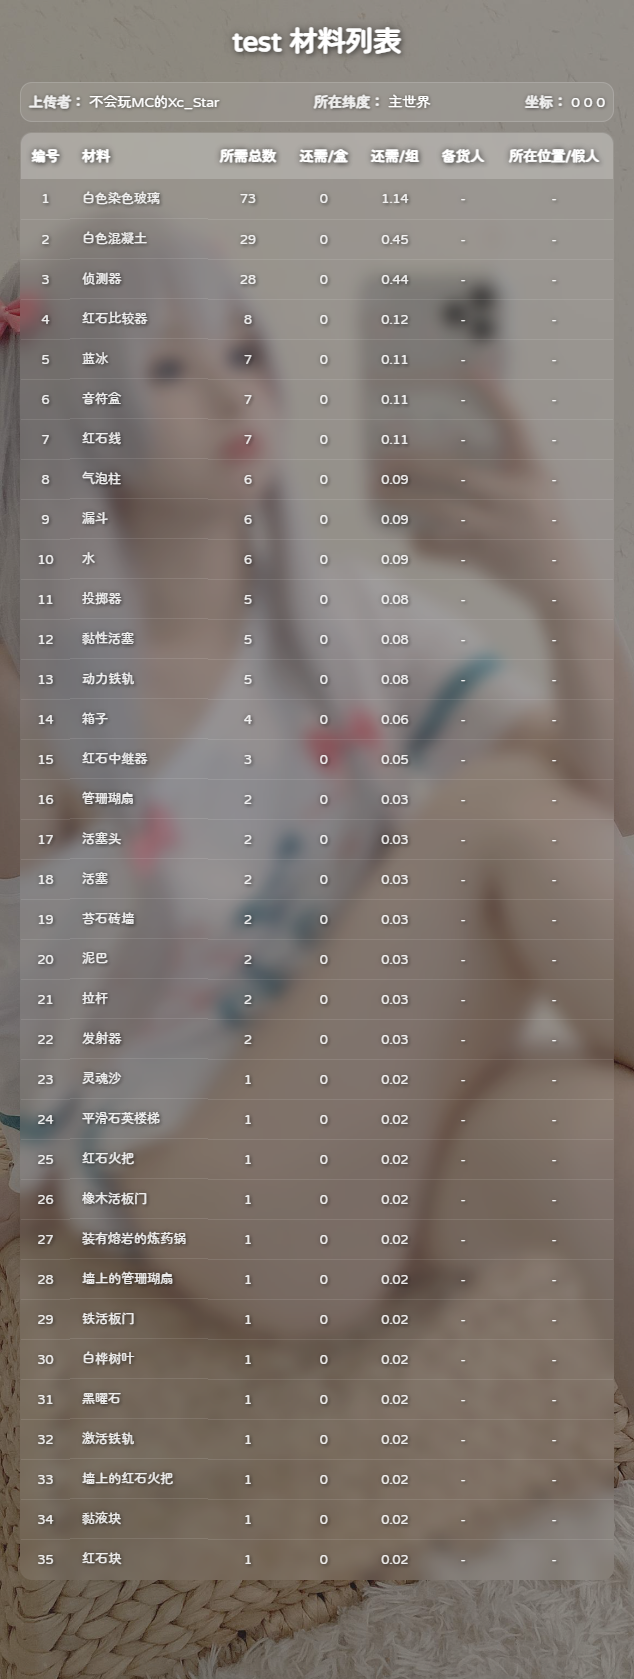 test 材料列表
上传者： 不会玩MC的Xc_Star 所在纬度： 主世界 坐标： 0 0 0
编号 材料 所需总数 还需/盒 还需/组 备货人 所在位置/假人
1 白色染色玻璃 73 0 1.14 - -
2 白色混凝土 29 0 0.45 - -
3 侦测器 28 0 0.44 - -
4 红石比较器 8 0 0.12 - -
5 蓝冰 7 0 0.11 - -
6 音符盒 7 0 0.11 - -
7 红石线 7 0 0.11 - -
8 气泡柱 6 0 0.09 - -
9 漏斗 6 0 0.09 - -
10 水 6 0 0.09 - -
11 投掷器 5 0 0.08 - -
12 黏性活塞 5 0 0.08 - -
13 动力铁轨 5 0 0.08 - -
14 箱子 4 0 0.06 - -
15 红石中继器 3 0 0.05 - -
16 管珊瑚扇 2 0 0.03 - -
17 活塞头 2 0 0.03 - -
18 活塞 2 0 0.03 - -
19 苔石砖墙 2 0 0.03 - -
20 泥巴 2 0 0.03 - -
21 拉杆 2 0 0.03 - -
22 发射器 2 0 0.03 - -
23 灵魂沙 1 0 0.02 - -
24 平滑石英楼梯 1 0 0.02 - -
25 红石火把 1 0 0.02 - -
26 橡木活板门 1 0 0.02 - -
27 装有熔岩的炼药锅 1 0 0.02 - -
28 墙上的管珊瑚扇 1 0 0.02 - -
29 铁活板门 1 0 0.02 - -
30 白桦树叶 1 0 0.02 - -
31 黑曜石 1 0 0.02 - -
32 激活铁轨 1 0 0.02 - -
33 墙上的红石火把 1 0 0.02 - -
34 黏液块 1 0 0.02 - -
35 红石块 1 0 0.02 - -